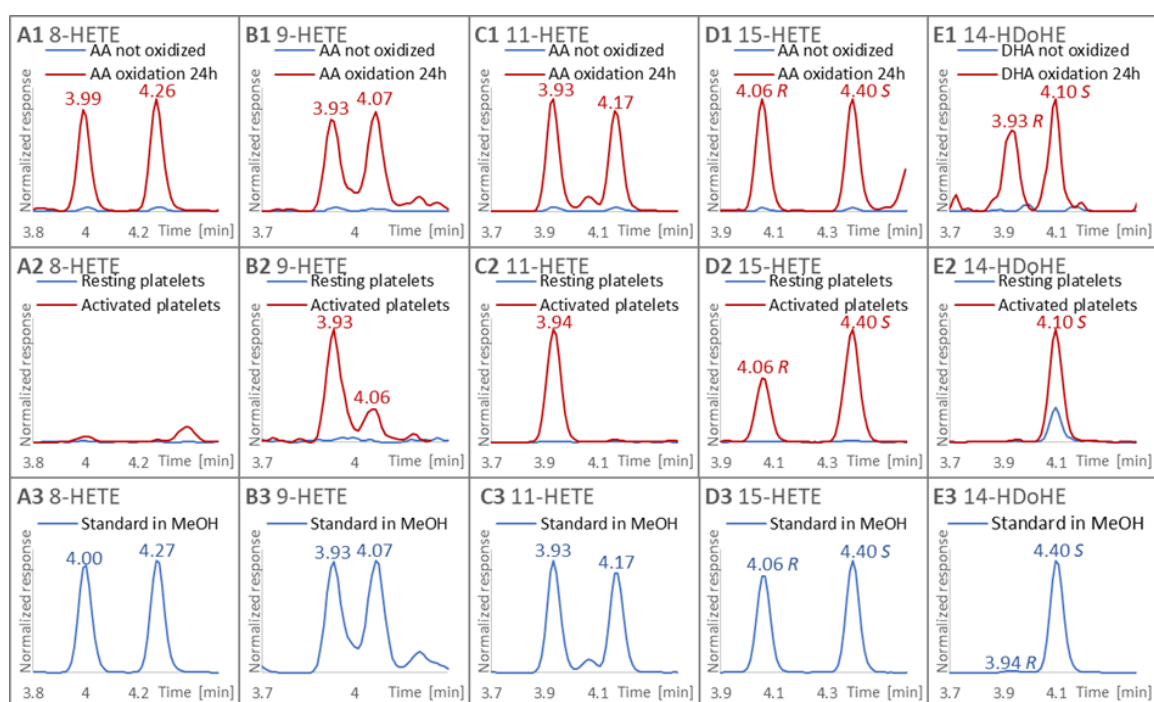 A1 8-HETE
AA not oxidized
AA oxidation 24h
3.99
4.26
Normalized response
3.8 4 4.2 Time [min]
B1 9-HETE
AA not oxidized
AA oxidation 24h
3.93
4.07
Normalized response
3.7 4 Time [min]
C1 11-HETE
AA not oxidized
AA oxidation 24h
3.93
4.17
Normalized response
3.7 3.9 4.1 Time [min]
D1 15-HETE
AA not oxidized
AA oxidation 24h
4.06 R
4.40 S
Normalized response
3.9 4.1 4.3 Time [min]
E1 14-HDoHE
DHA not oxidized
DHA oxidation 24h
3.93 R
4.10 S
Normalized response
3.7 3.9 4.1 Time [min]
A2 8-HETE
Resting platelets
Activated platelets
Normalized response
3.8 4 4.2 Time [min]
B2 9-HETE
Resting platelets
Activated platelets
3.93
4.06
Normalized response
3.7 4 Time [min]
C2 11-HETE
Resting platelets
Activated platelets
3.94
Normalized response
3.7 3.9 4.1 Time [min]
D2 15-HETE
Resting platelets
Activated platelets
4.06 R
4.40 S
Normalized response
3.9 4.1 4.3 Time [min]
E2 14-HDoHE
Resting platelets
Activated platelets
4.10 S
Normalized response
3.7 3.9 4.1 Time [min]
A3 8-HETE
Standard in MeOH
4.00
4.27
Normalized response
3.8 4 4.2 Time [min]
B3 9-HETE
Standard in MeOH
3.93
4.07
Normalized response
3.7 4 Time [min]
C3 11-HETE
Standard in MeOH
3.93
4.17
Normalized response
3.7 3.9 4.1 Time [min]
D3 15-HETE
Standard in MeOH
4.06 R
4.40 S
Normalized response
3.9 4.1 4.3 Time [min]
E3 14-HDoHE
Standard in MeOH
4.40 S
3.94 R
Normalized response
3.7 3.9 4.1 Time [min]